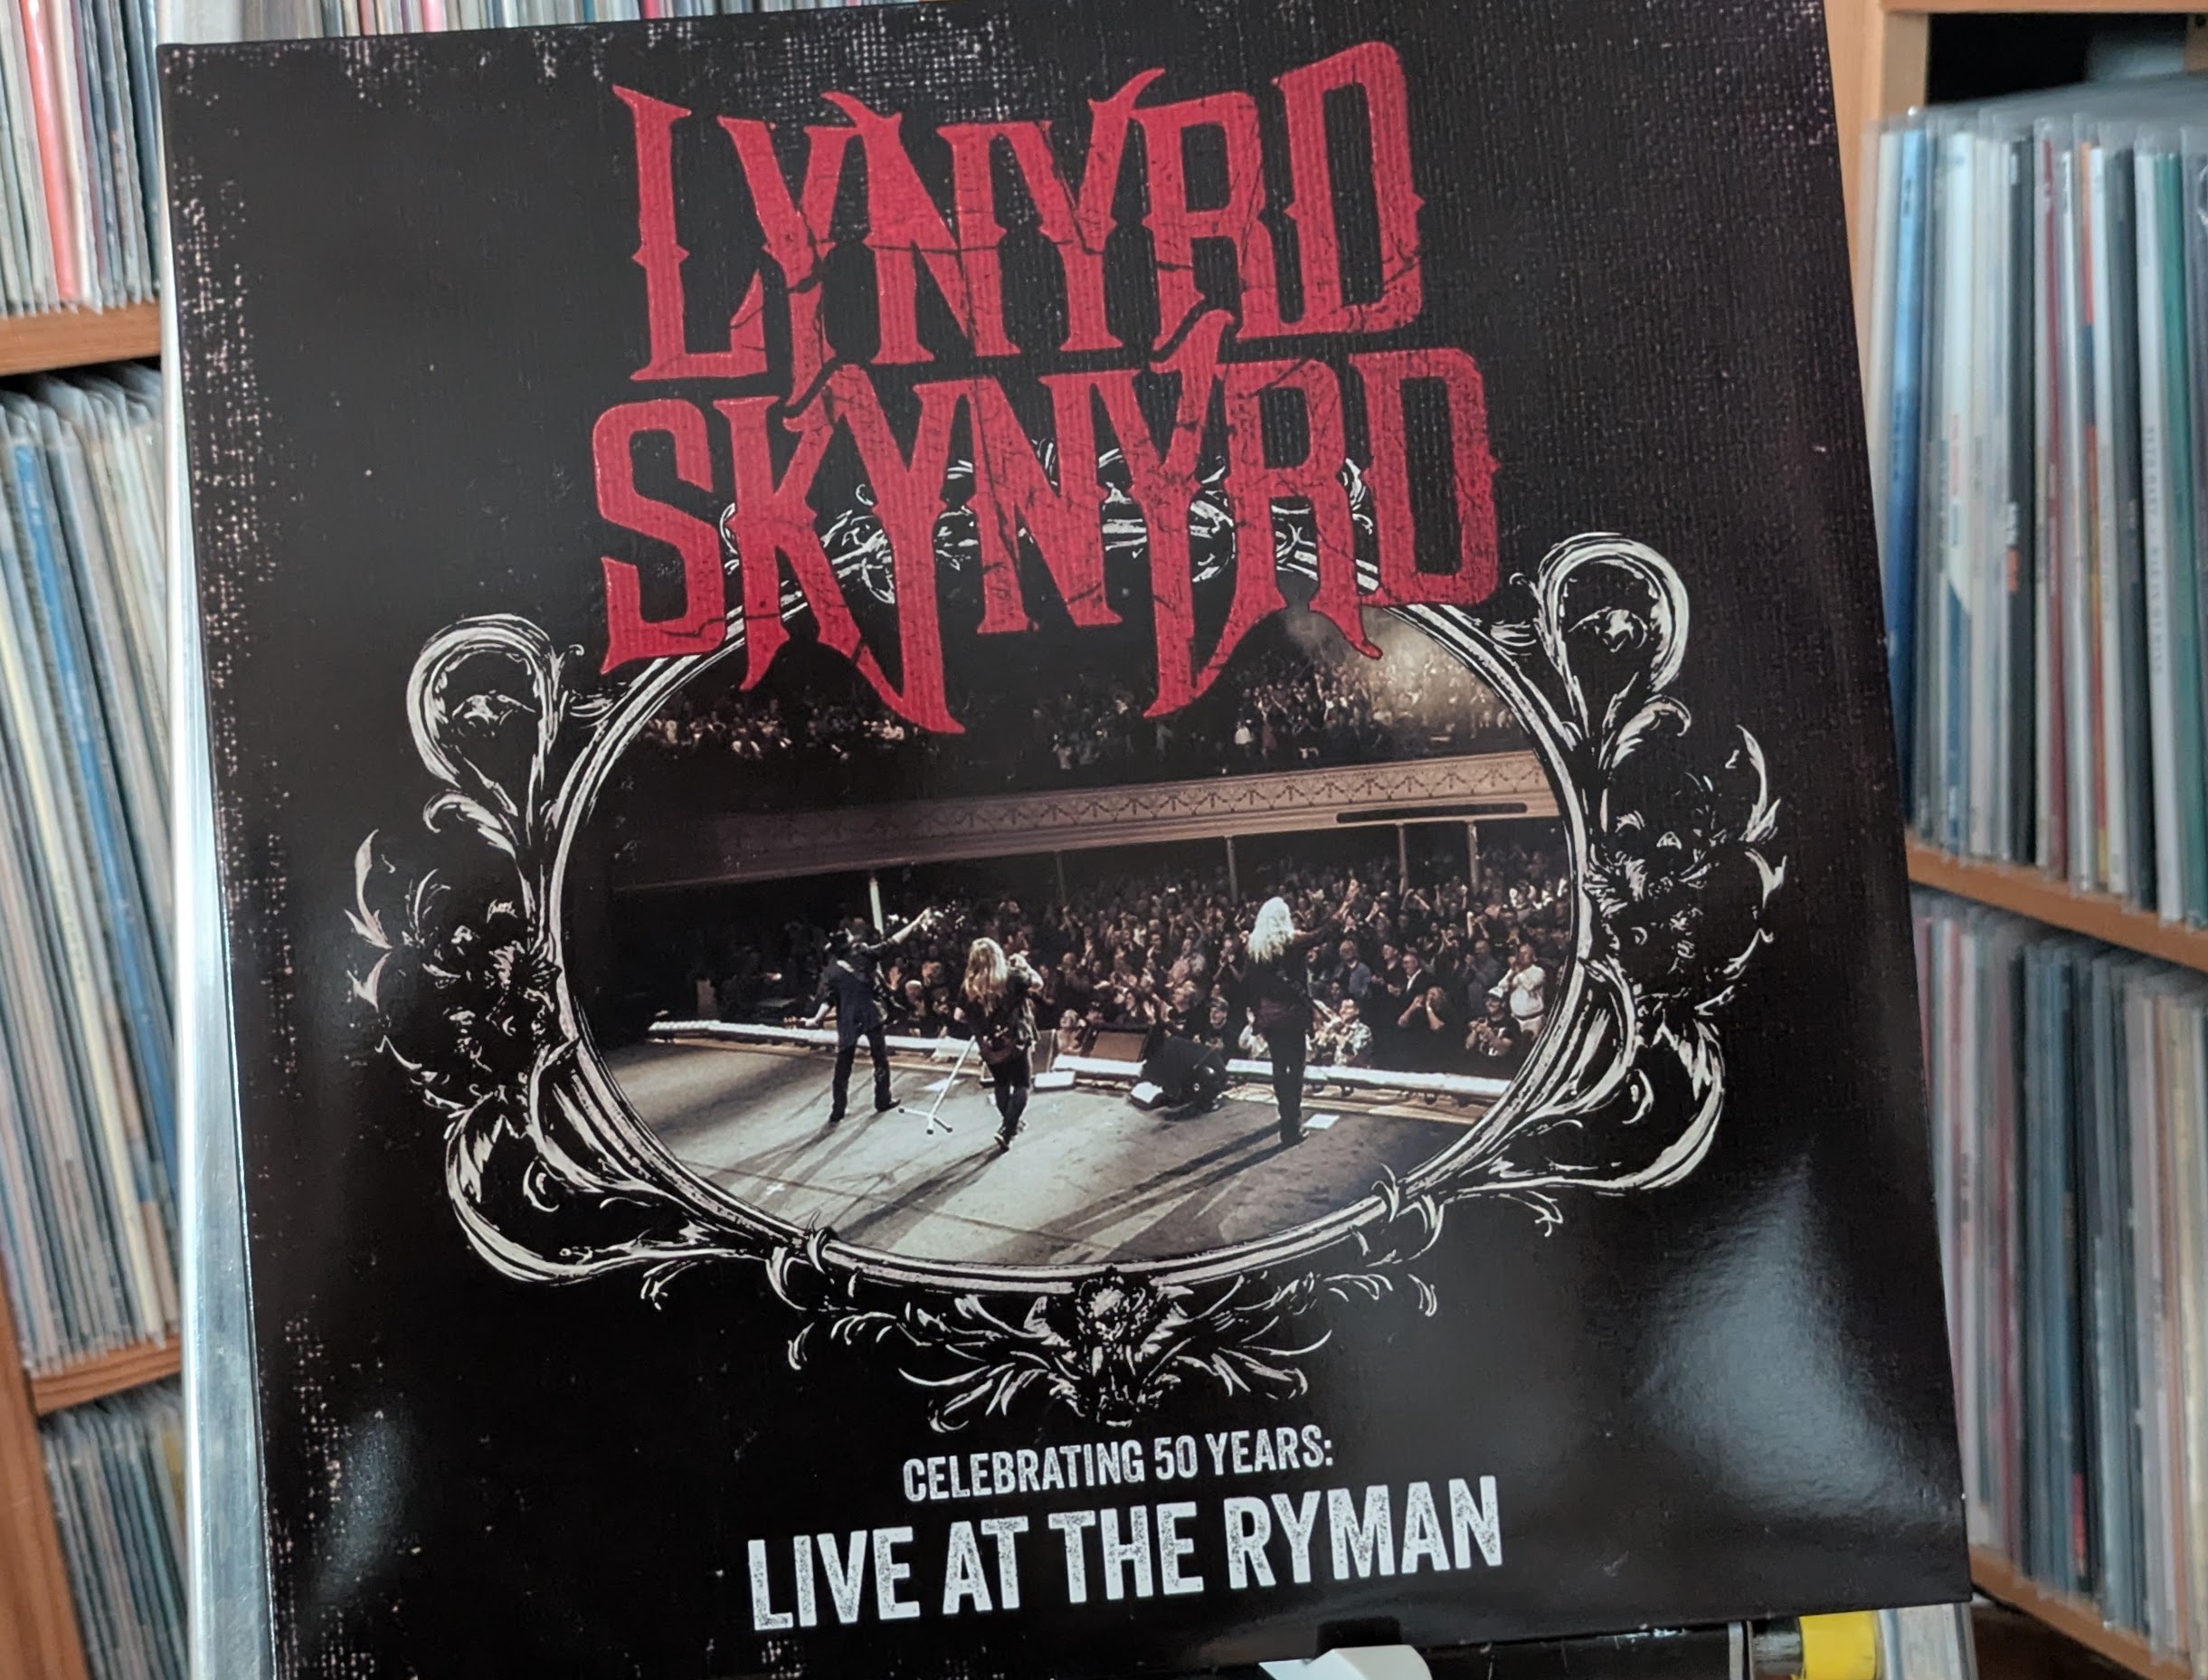 LYNYRD
SKYNYRD
CELEBRATING 50 YEARS:
LIVE AT THE RYMAN